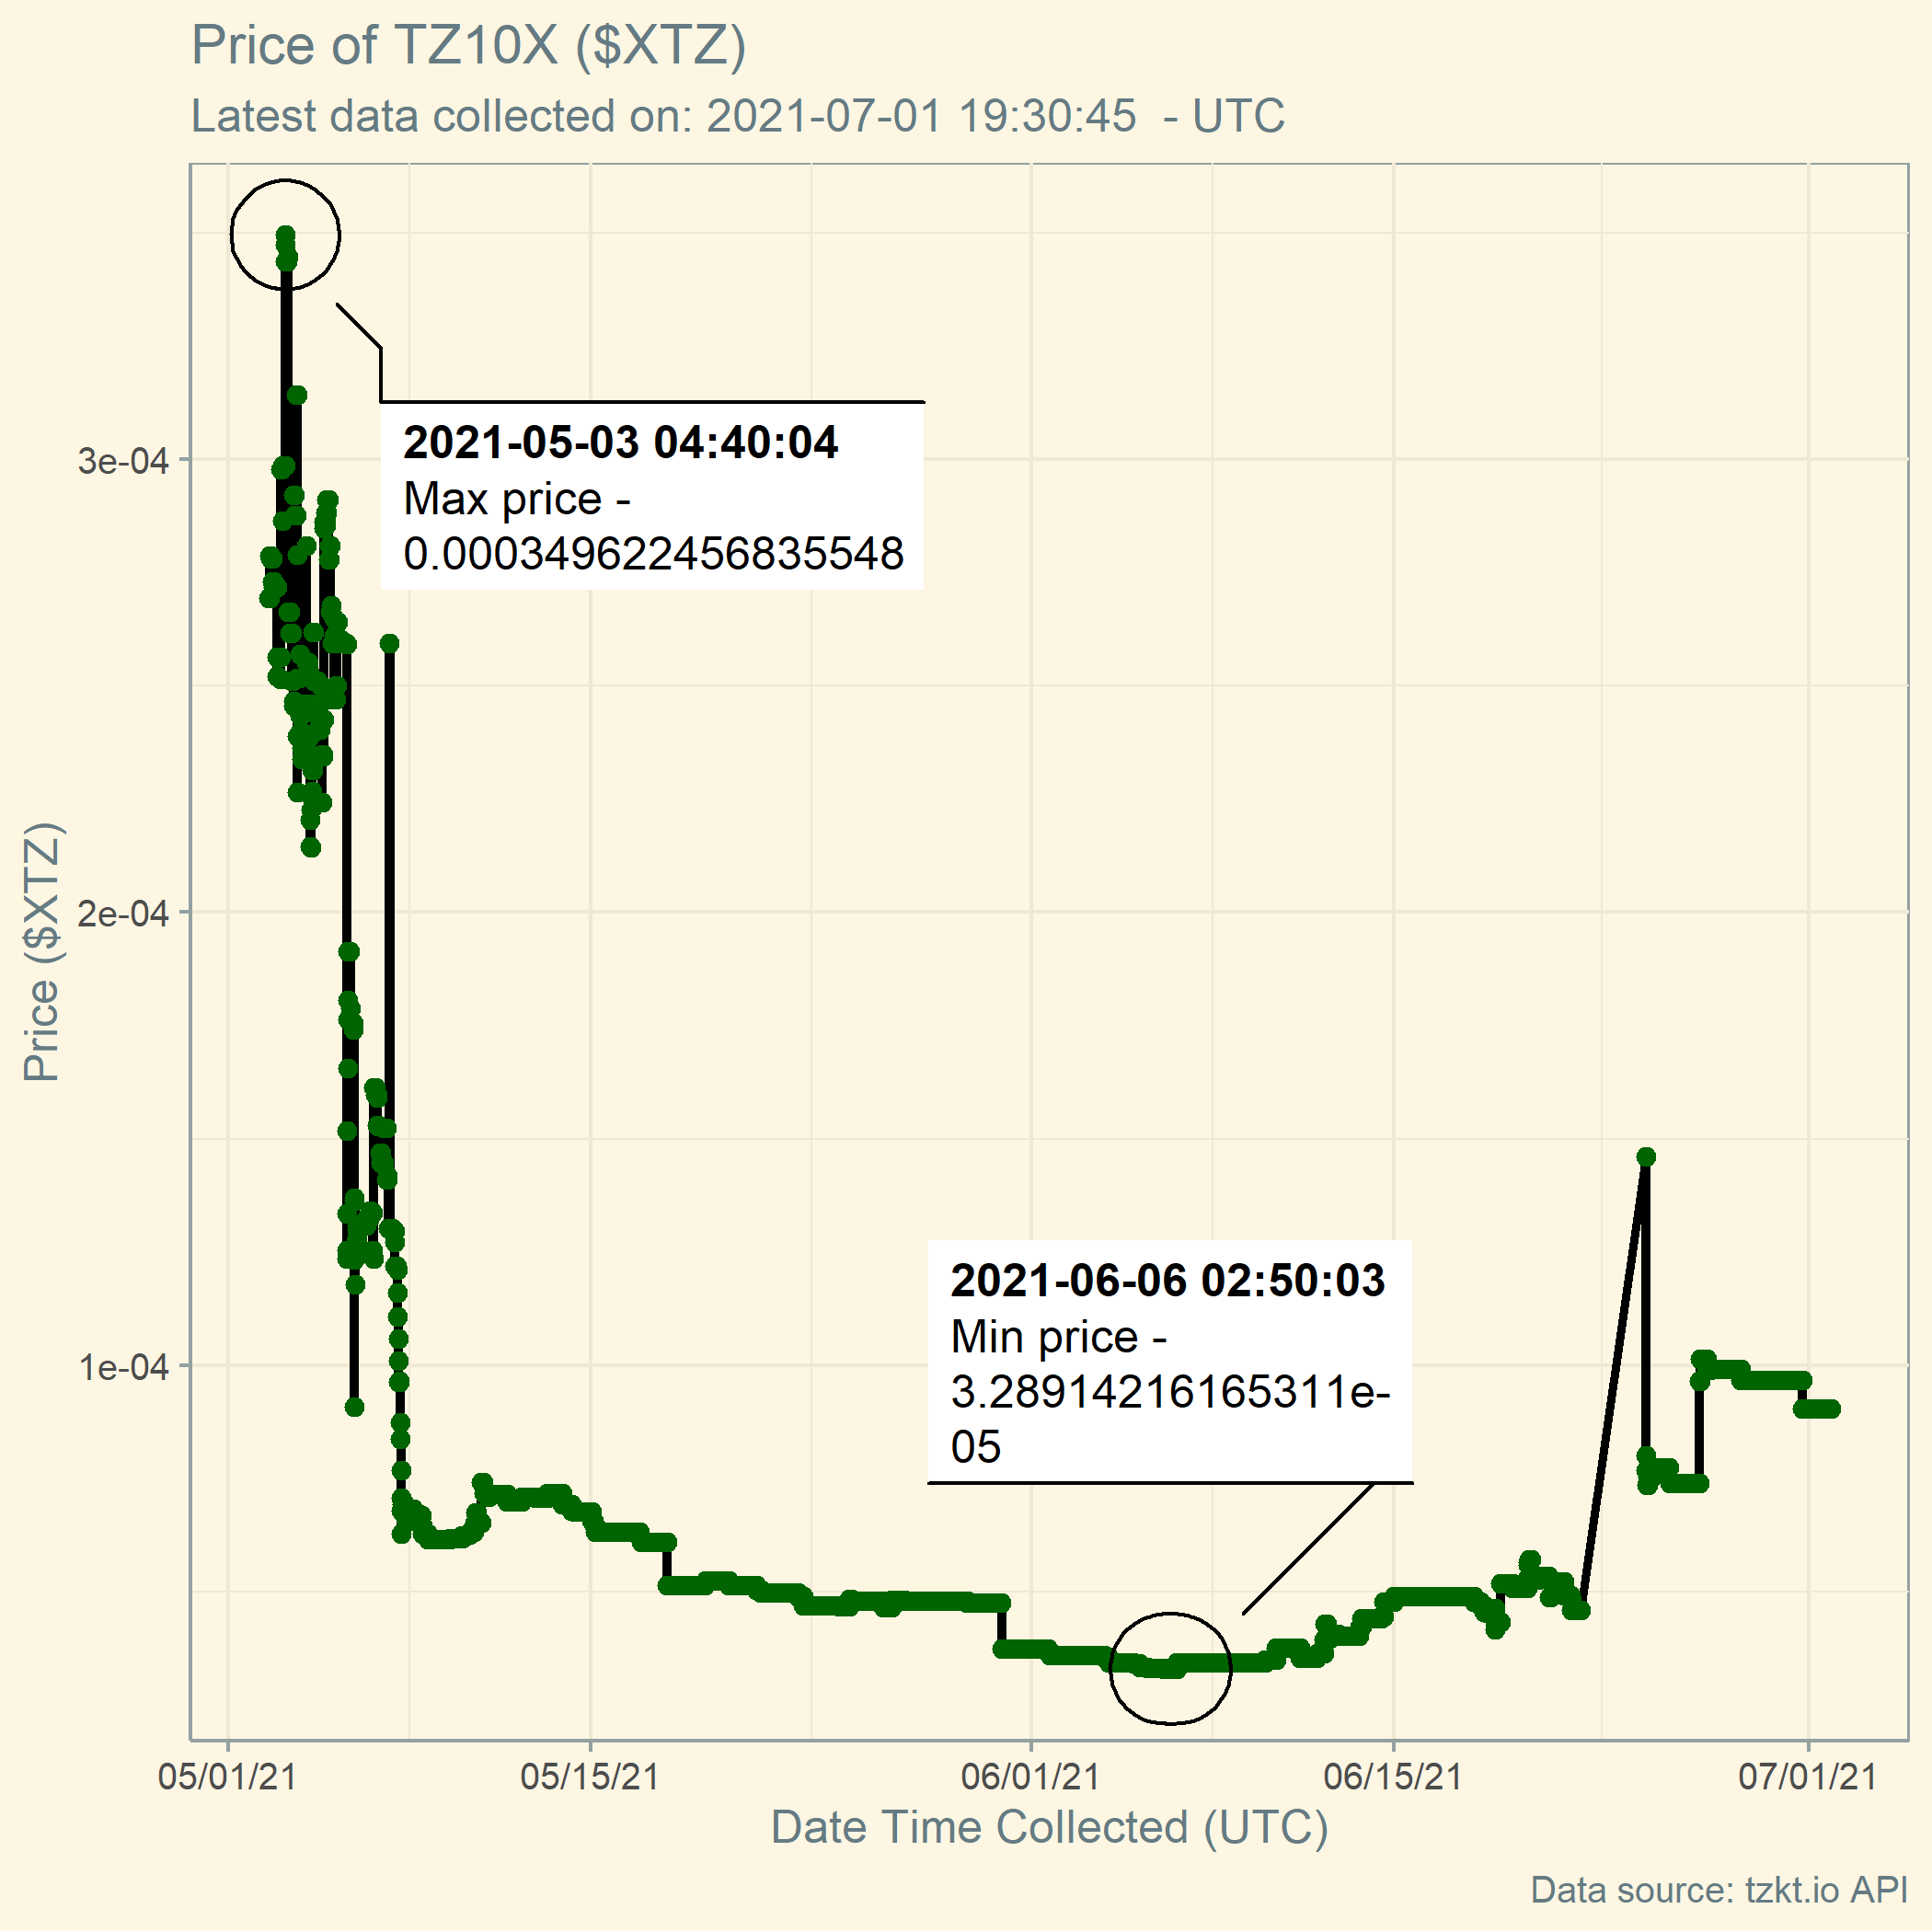 Price of TZ10X ($XTZ)
Latest data collected on: 2021-07-01 19:30:45  - UTC
2021-05-03 04:40:04
Max price -
0.000349622456835548
3e-04
2e-04
1e-04
Price ($XTZ)
2021-06-06 02:50:03
Min price -
3.28914216165311e-
05
05/01/21
05/15/21
06/01/21
06/15/21
07/01/21
Date Time Collected (UTC)
Data source: tzkt.io API